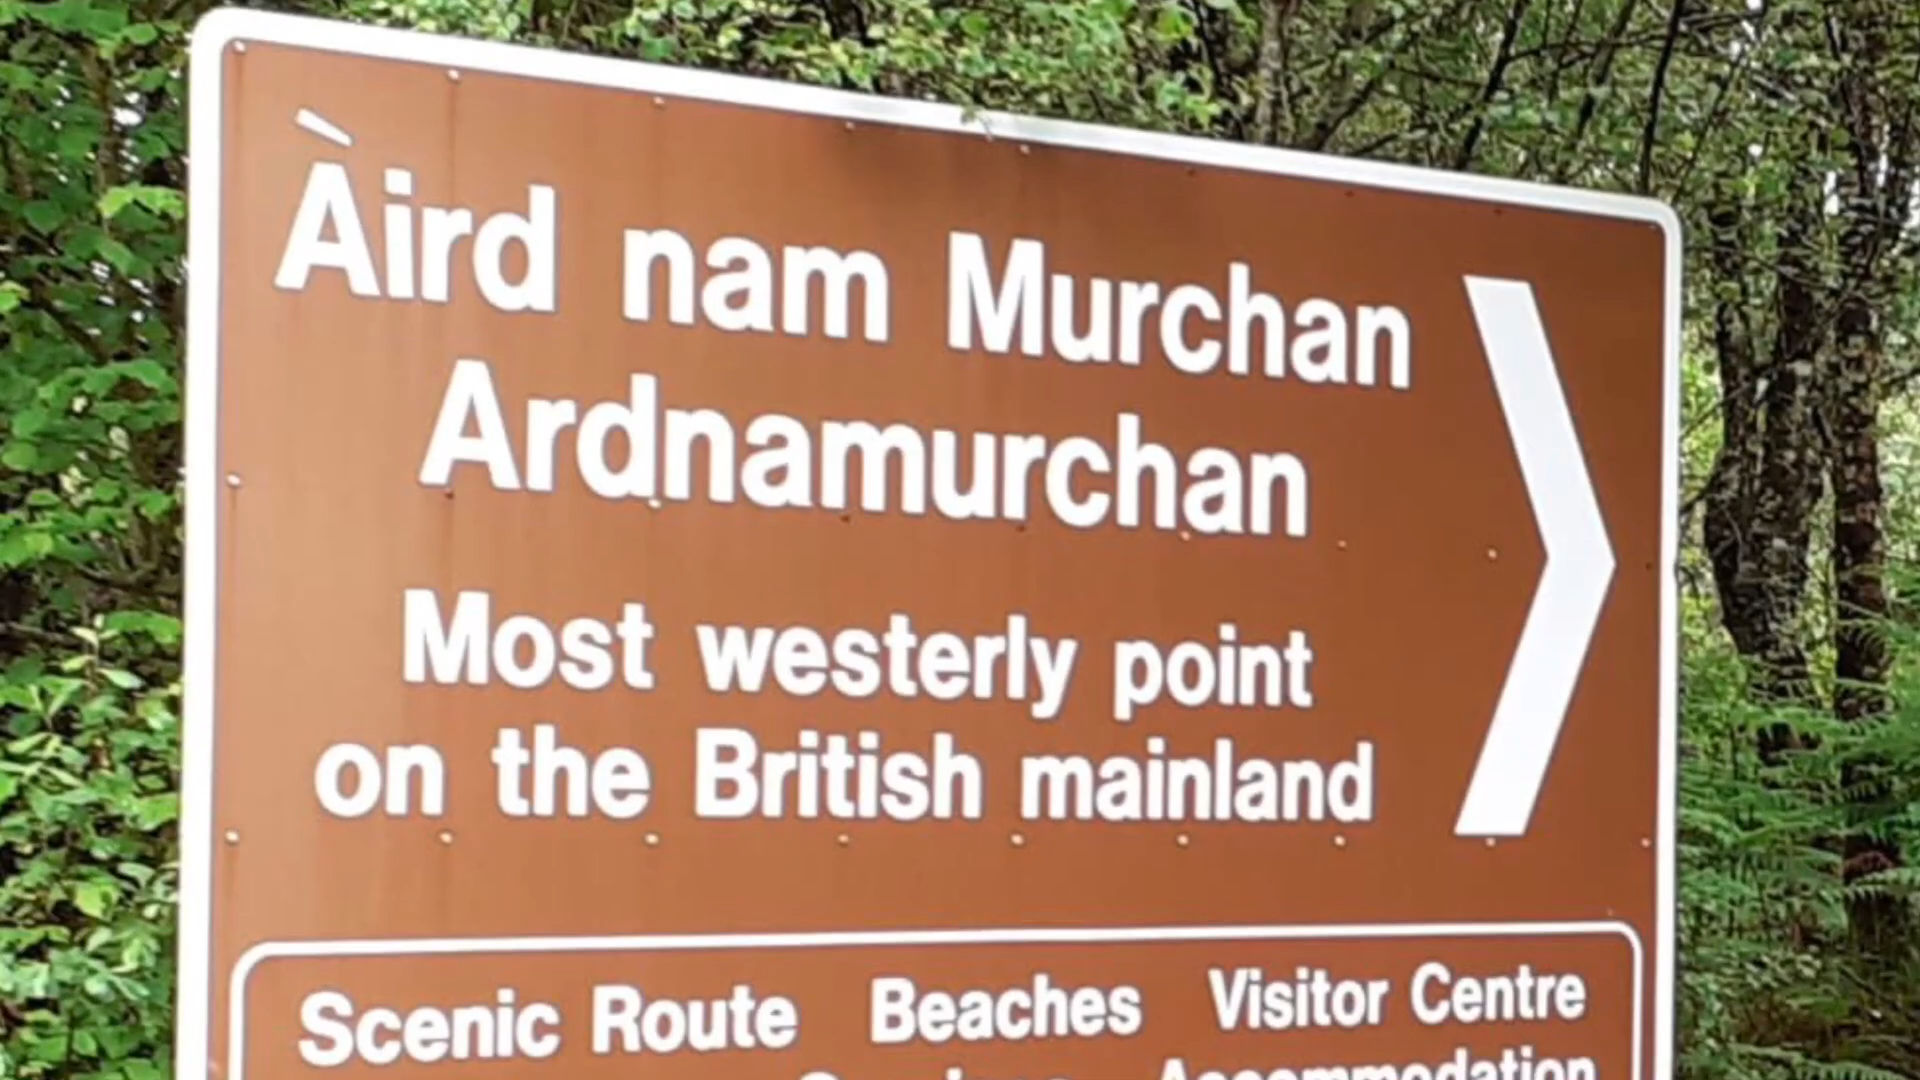 Àird nam Murchan
Ardnamurchan
Most westerly point
on the British mainland
Scenic Route Beaches Visitor Centre
Accommodation